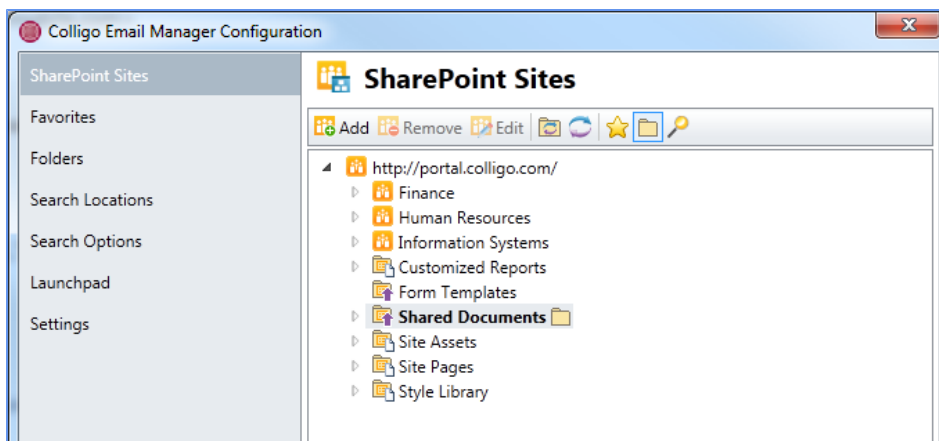 Colligo Email Manager Configuration
SharePoint Sites
Favorites
Folders
Search Locations
Search Options
Launchpad
Settings
SharePoint Sites
Add Remove Edit
http://portal.colligo.com/
Finance
Human Resources
Information Systems
Customized Reports
Form Templates
Shared Documents
Site Assets
Site Pages
Style Library